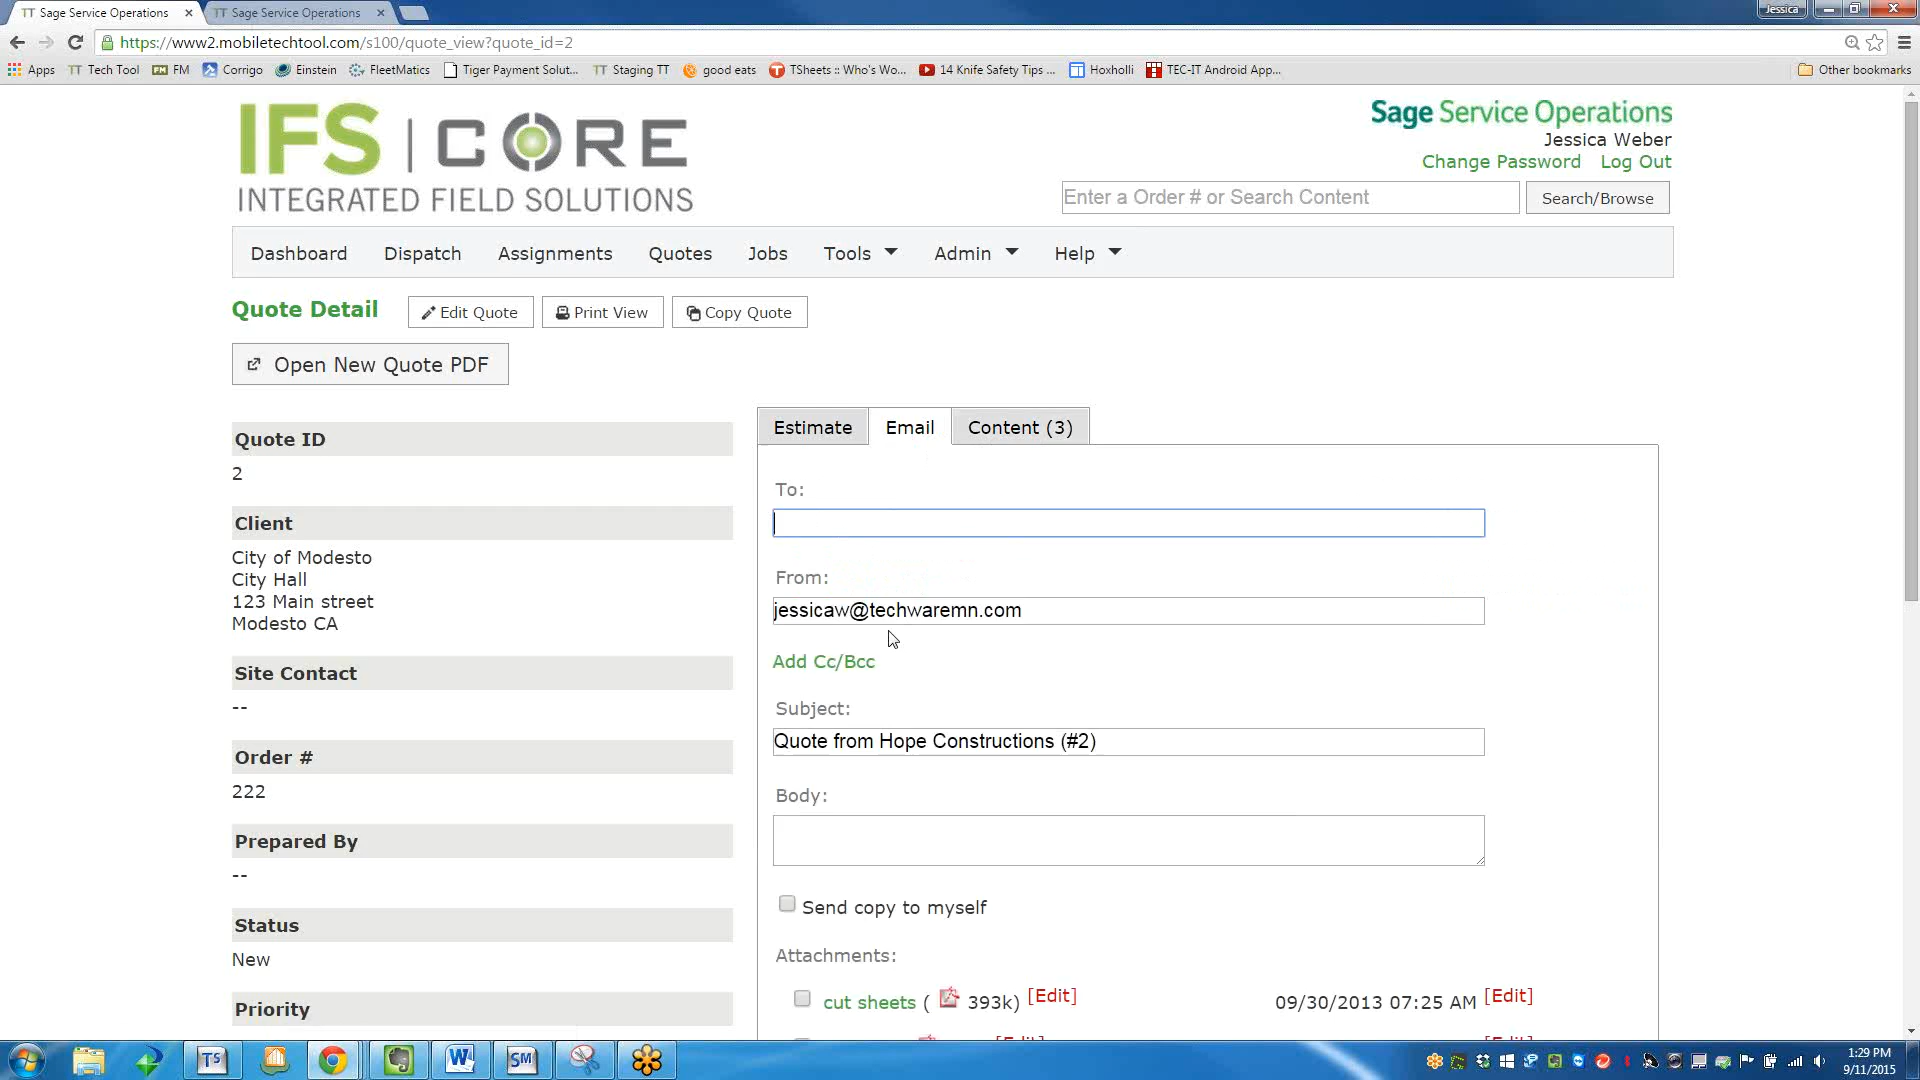 TT Sage Service Operations
TT Sage Service Operations
Jessica
https://www2.mobiletechtool.com/s100/quote_view?quote_id=2
Apps TT Tech Tool FM FM Corrigo Einstein FleetMatics Tiger Payment Solut... TT Staging TT good eats TSheets :: Who's Wo... 14 Knife Safety Tips ... Hoxholli TEC-IT Android App... Other bookmarks
IFS | CORE
INTEGRATED FIELD SOLUTIONS
Sage Service Operations
Jessica Weber
Change Password Log Out
Enter a Order # or Search Content Search/Browse
Dashboard Dispatch Assignments Quotes Jobs Tools Admin Help
Quote Detail Edit Quote Print View Copy Quote
Open New Quote PDF
Quote ID
2
Client
City of Modesto
City Hall
123 Main street
Modesto CA
Site Contact
--
Order #
222
Prepared By
--
Status
New
Priority
Estimate Email Content (3)
To:
From:
jessicaw@techwaremn.com
Add Cc/Bcc
Subject:
Quote from Hope Constructions (#2)
Body:
Send copy to myself
Attachments:
cut sheets ( 393k) [Edit] 09/30/2013 07:25 AM [Edit]
TS W SM
1:29 PM
9/11/2015